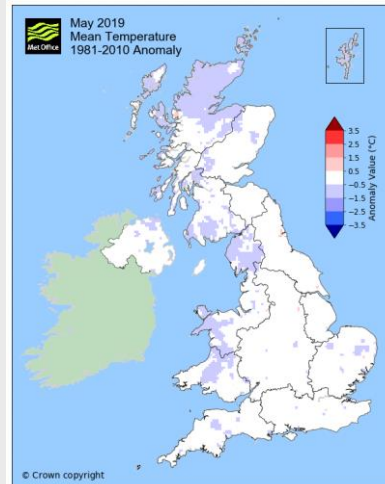 Met Office
May 2019
Mean Temperature
1981-2010 Anomaly
3.5
2.5
1.5
0.5
−0.5
−1.5
−2.5
−3.5
Anomaly Value (°C)
© Crown copyright